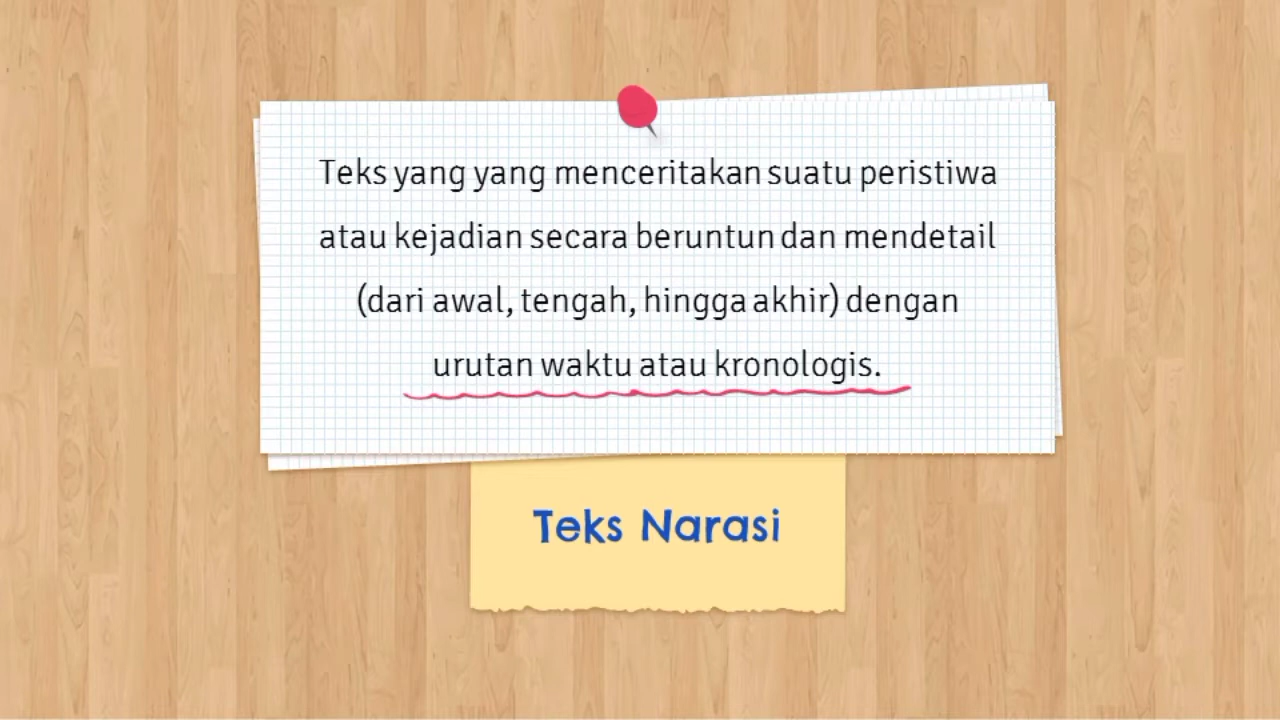 Teks yang yang menceritakan suatu peristiwa
atau kejadian secara beruntun dan mendetail
(dari awal, tengah, hingga akhir) dengan
urutan waktu atau kronologis.
Teks Narasi